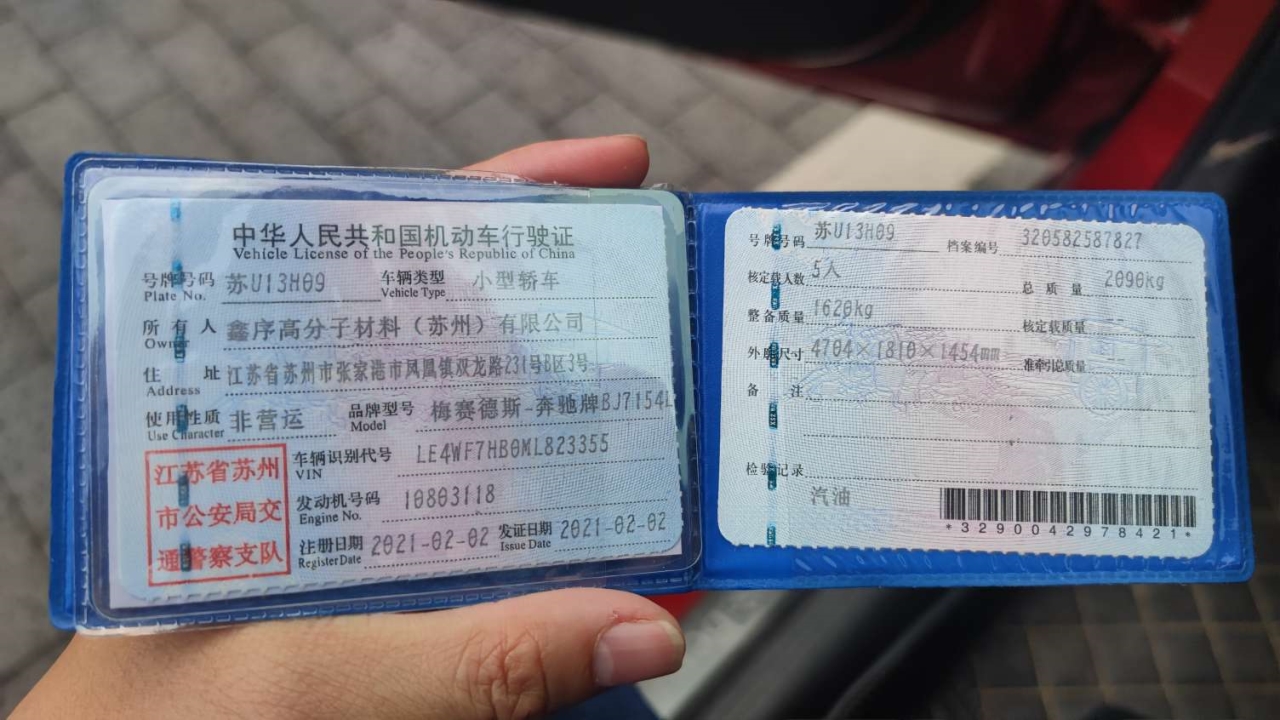 中华人民共和国机动车行驶证
Vehicle License of the People's Republic of China
号牌号码 苏U13H09 车辆类型 小型轿车
Plate No. Vehicle Type
所有人 鑫序高分子材料（苏州）有限公司
Owner
住址 江苏省苏州市张家港市凤凰镇双龙路231号B区3号
Address
使用性质 非营运 品牌型号 梅赛德斯-奔驰牌BJ7154L
Use Character Model
江苏省苏州
市公安局交
通警察支队
车辆识别代号 LE4WF7HB0ML823355
VIN
发动机号码 10803118
Engine No.
注册日期 2021-02-02 发证日期 2021-02-02
Register Date Issue Date
号牌号码 苏U13H09 档案编号 320582587827
核定载人数 5人 总质量 2090kg
整备质量 1620kg 核定载质量 --
外廓尺寸 4704×1810×1454mm 准牵引总质量 --
备注
检验记录
汽油
*3290042978421*